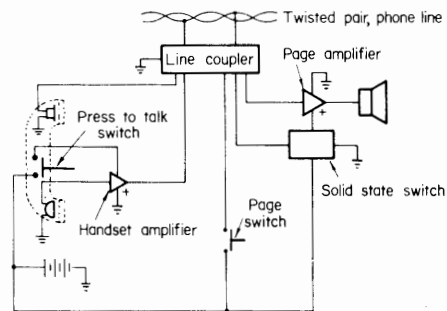 Twisted pair, phone line
Page amplifier
Line coupler
Press to talk
switch
+
+
Solid state switch
Page
switch
Handset amplifier